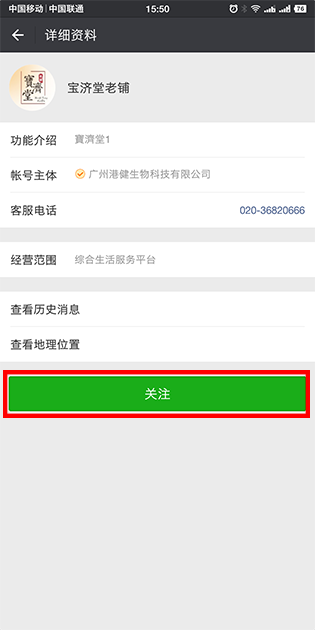 中国移动 | 中国联通 15:50 76
详细资料
寶濟堂
宝济堂老铺
功能介绍 寶濟堂1
帐号主体 广州港健生物科技有限公司
客服电话 020-36820666
经营范围 综合生活服务平台
查看历史消息
查看地理位置
关注